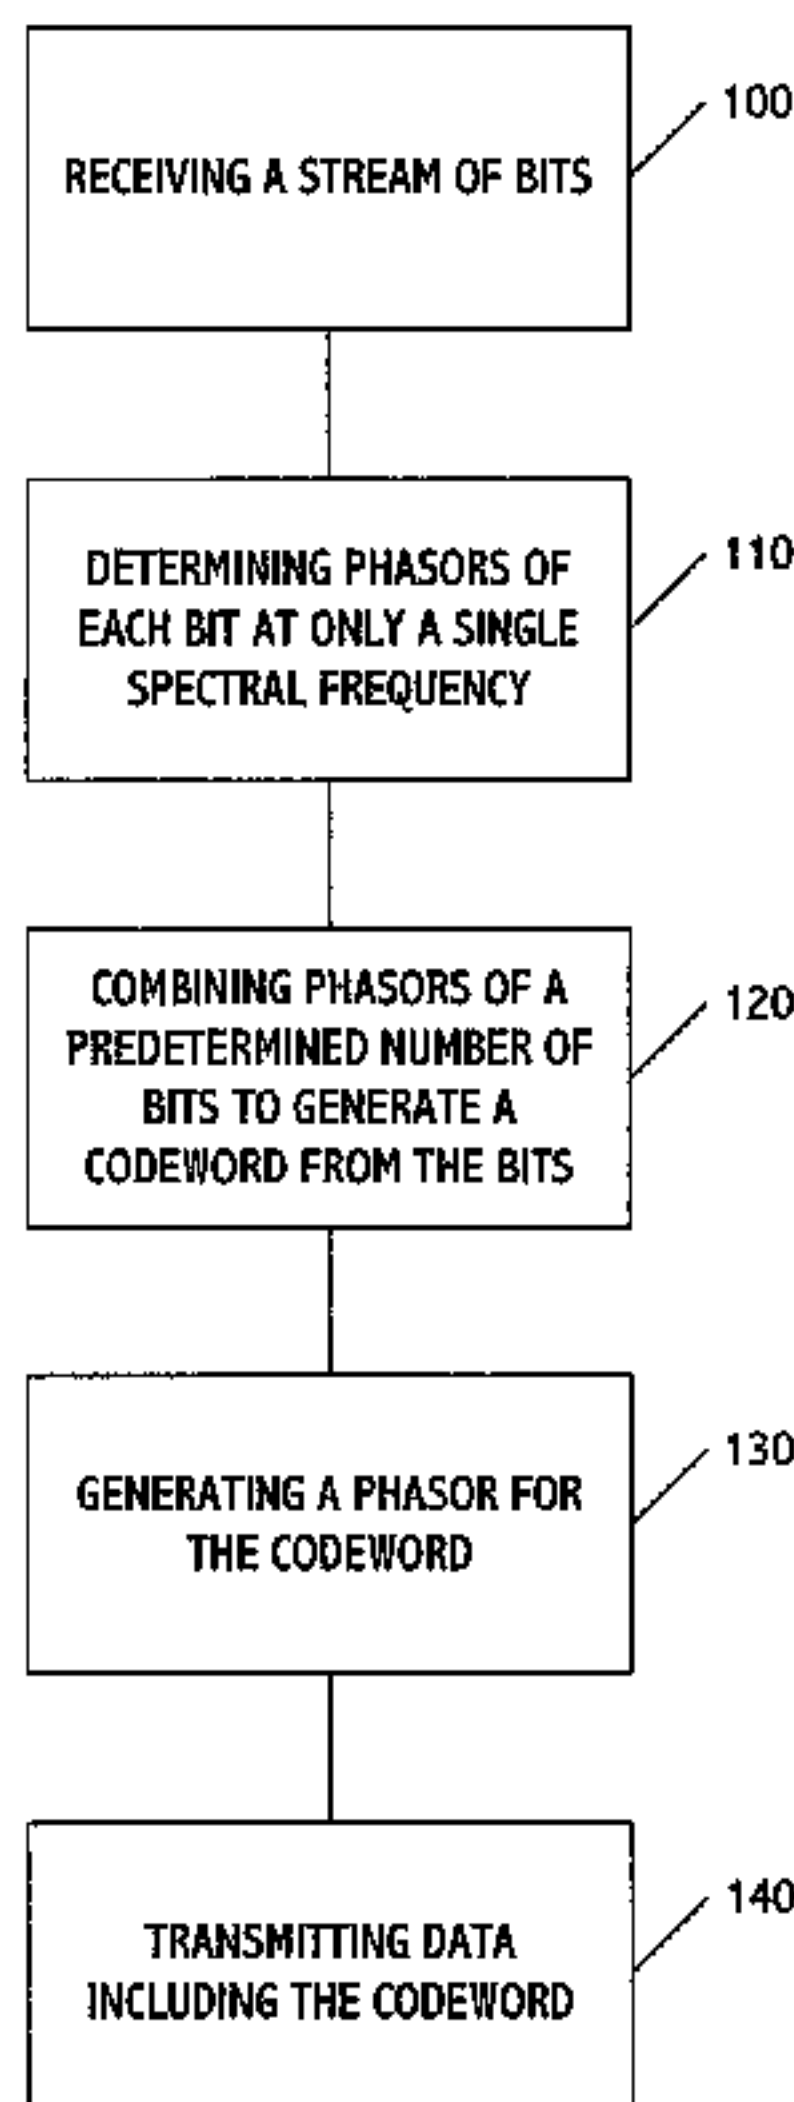 RECEIVING A STREAM OF BITS
100
DETERMINING PHASORS OF
EACH BIT AT ONLY A SINGLE
SPECTRAL FREQUENCY
110
COMBINING PHASORS OF A
PREDETERMINED NUMBER OF
BITS TO GENERATE A
CODEWORD FROM THE BITS
120
GENERATING A PHASOR FOR
THE CODEWORD
130
TRANSMITTING DATA
INCLUDING THE CODEWORD
140